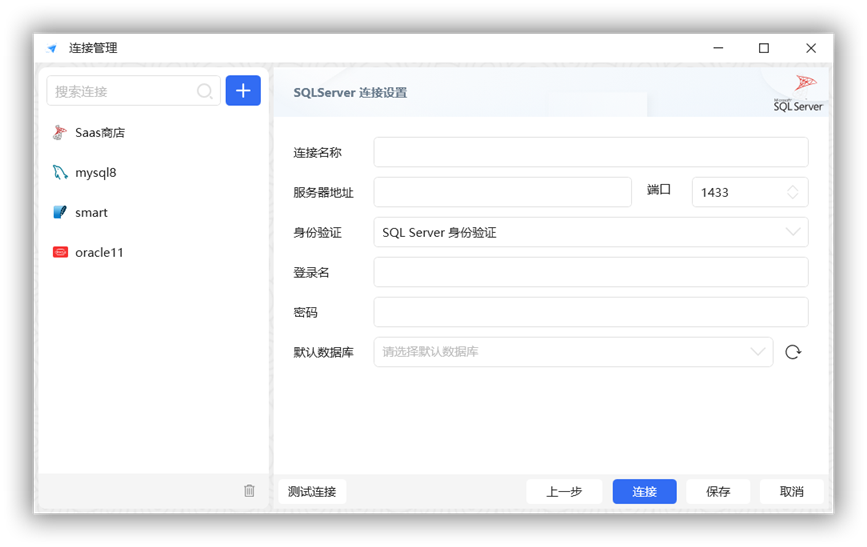 连接管理
搜索连接
Saas商店
mysql8
smart
oracle11
SQLServer 连接设置
Microsoft
SQL Server
连接名称
服务器地址 端口 1433
身份验证 SQL Server 身份验证
登录名
密码
默认数据库 请选择默认数据库
测试连接 上一步 连接 保存 取消